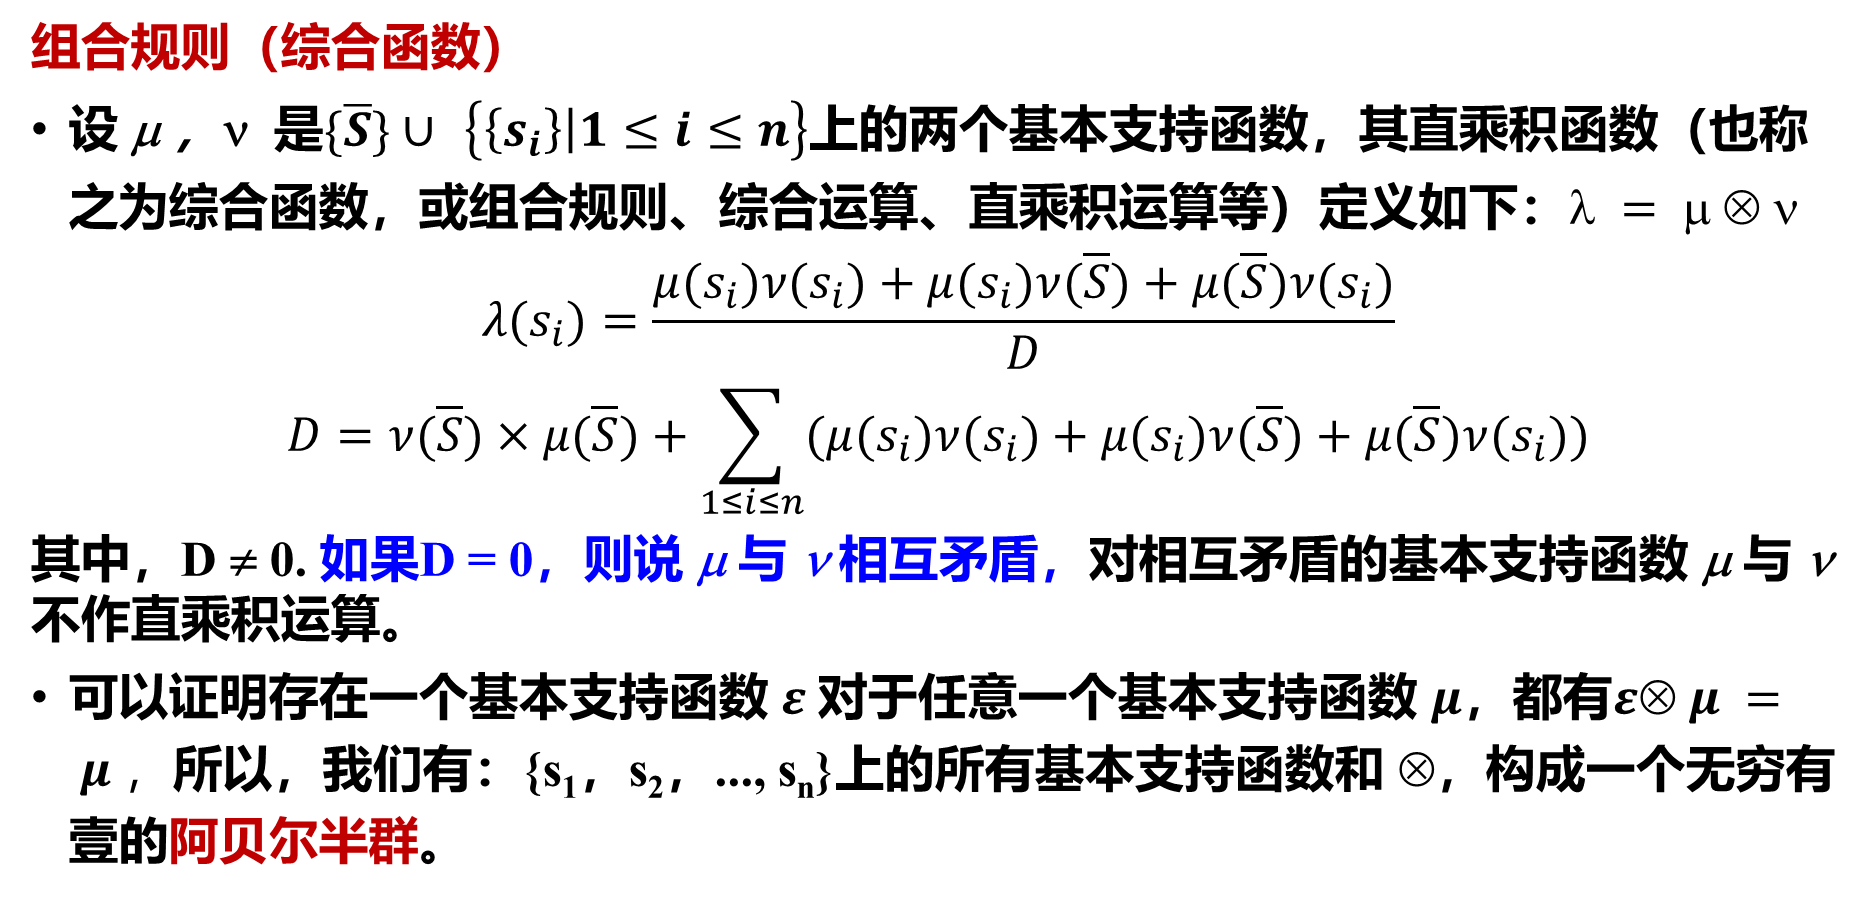 组合规则（综合函数）
• 设 μ，ν 是{S̅} ∪ {{sᵢ}|1 ≤ i ≤ n}上的两个基本支持函数，其直乘积函数（也称
之为综合函数，或组合规则、综合运算、直乘积运算等）定义如下：λ = μ ⊗ ν
λ(sᵢ) = (μ(sᵢ)ν(sᵢ) + μ(sᵢ)ν(S̅) + μ(S̅)ν(sᵢ)) / D
D = ν(S̅) × μ(S̅) + ∑_{1≤i≤n} (μ(sᵢ)ν(sᵢ) + μ(sᵢ)ν(S̅) + μ(S̅)ν(sᵢ))
其中，D ≠ 0. 如果D = 0，则说 μ 与 ν 相互矛盾，对相互矛盾的基本支持函数 μ 与 ν
不作直乘积运算。
• 可以证明存在一个基本支持函数 ε 对于任意一个基本支持函数 μ，都有ε⊗ μ =
μ，所以，我们有：{s₁，s₂，..., sₙ}上的所有基本支持函数和 ⊗，构成一个无穷有
壹的阿贝尔半群。